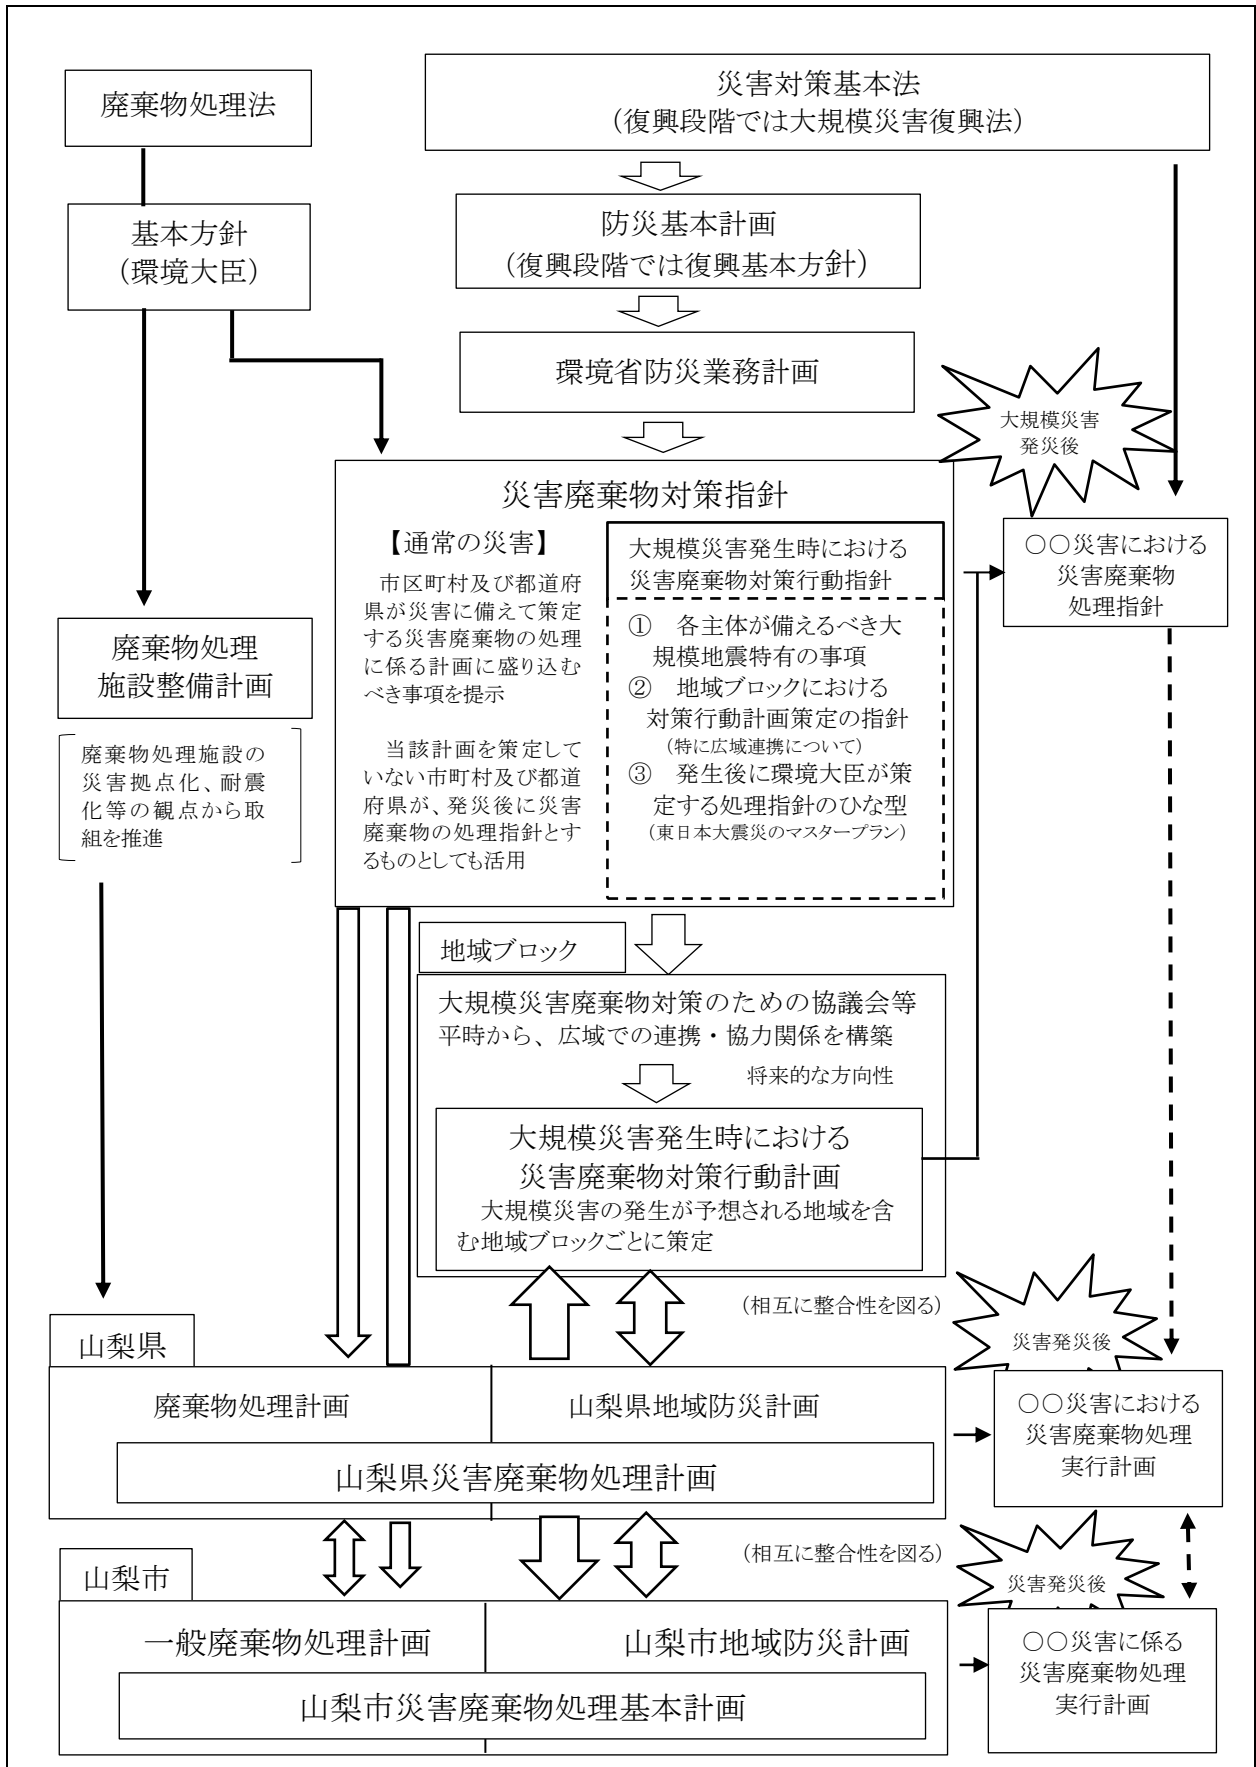 廃棄物処理法
災害対策基本法
（復興段階では大規模災害復興法）
基本方針
（環境大臣）
防災基本計画
（復興段階では復興基本方針）
環境省防災業務計画
大規模災害
発災後
災害廃棄物対策指針
【通常の災害】
市区町村及び都道府
県が災害に備えて策定
する災害廃棄物の処理
に係る計画に盛り込む
べき事項を提示
当該計画を策定して
いない市町村及び都道
府県が、発災後に災害
廃棄物の処理指針とす
るものとしても活用
大規模災害発生時における
災害廃棄物対策行動指針
① 各主体が備えるべき大
規模地震特有の事項
② 地域ブロックにおける
対策行動計画策定の指針
（特に広域連携について）
③ 発生後に環境大臣が策
定する処理指針のひな型
（東日本大震災のマスタープラン）
○○災害における
災害廃棄物
処理指針
廃棄物処理
施設整備計画
廃棄物処理施設の
災害拠点化、耐震
化等の観点から取
組を推進
地域ブロック
大規模災害廃棄物対策のための協議会等
平時から、広域での連携・協力関係を構築
将来的な方向性
大規模災害発生時における
災害廃棄物対策行動計画
大規模災害の発生が予想される地域を含
む地域ブロックごとに策定
（相互に整合性を図る）
災害発災後
山梨県
廃棄物処理計画
山梨県地域防災計画
山梨県災害廃棄物処理計画
○○災害における
災害廃棄物処理
実行計画
（相互に整合性を図る）
災害発災後
山梨市
一般廃棄物処理計画
山梨市地域防災計画
山梨市災害廃棄物処理基本計画
○○災害に係る
災害廃棄物処理
実行計画